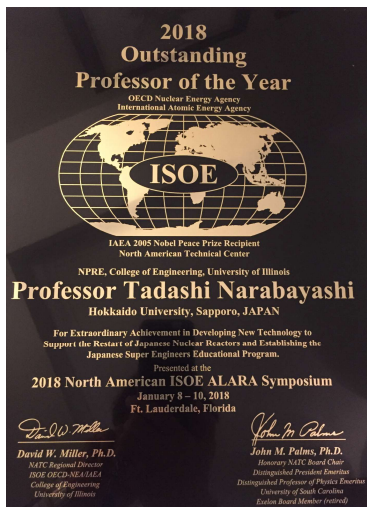 2018
Outstanding
Professor of the Year
OECD Nuclear Energy Agency
International Atomic Energy Agency
ISOE
IAEA 2005 Nobel Peace Prize Recipient
North American Technical Center
NPRE, College of Engineering, University of Illinois
Professor Tadashi Narabayashi
Hokkaido University, Sapporo, JAPAN
For Extraordinary Achievement in Developing New Technology to
Support the Restart of Japanese Nuclear Reactors and Establishing the
Japanese Super Engineers Educational Program.
Presented at the
2018 North American ISOE ALARA Symposium
January 8 – 10, 2018
Ft. Lauderdale, Florida
David W Miller
David W. Miller, Ph.D.
NATC Regional Director
ISOE OECD-NEA/IAEA
College of Engineering
University of Illinois
John M Palms
John M. Palms, Ph.D.
Honorary NATC Board Chair
Distinguished President Emeritus
Distinguished Professor of Physics Emeritus
University of South Carolina
Exelon Board Member (retired)